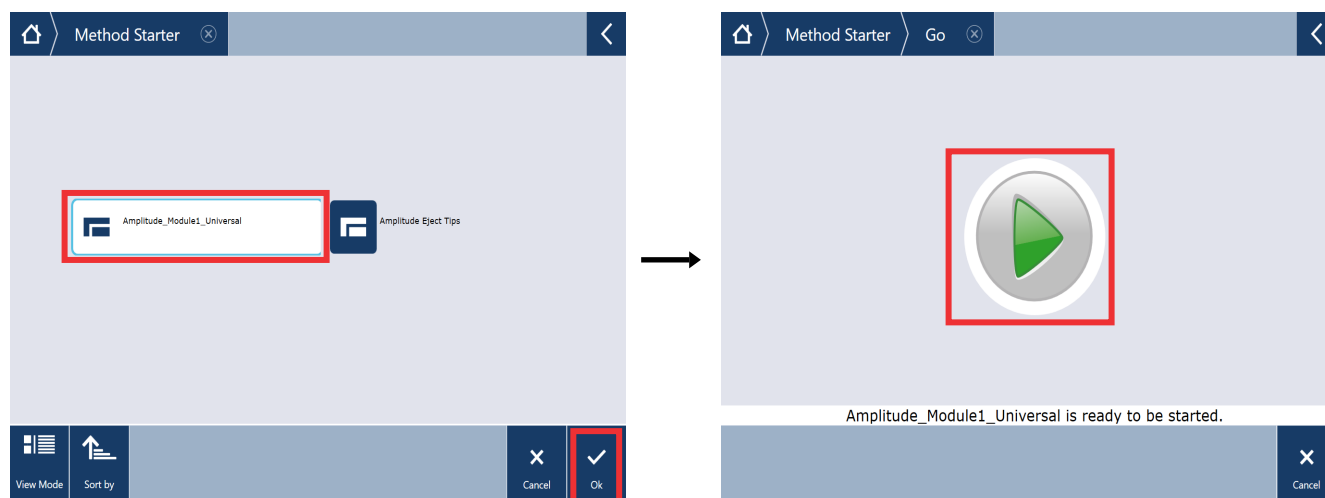 Method Starter
Amplitude_Module1_Universal
Amplitude Eject Tips
View Mode
Sort by
Cancel
Ok
Method Starter
Go
Amplitude_Module1_Universal is ready to be started.
Cancel